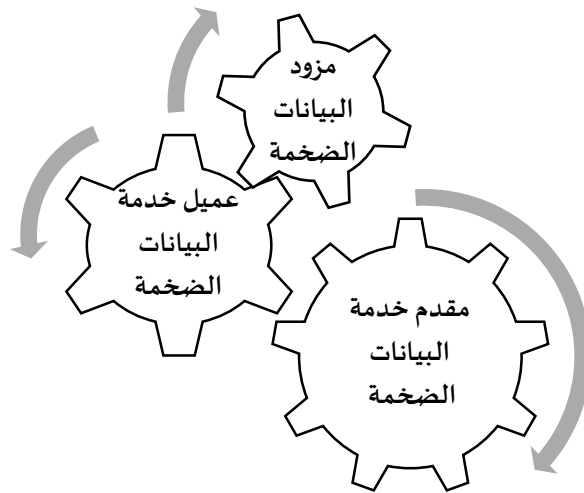 مزود
البيانات
الضخمة
عميل خدمة
البيانات
الضخمة
مقدم خدمة
البيانات
الضخمة